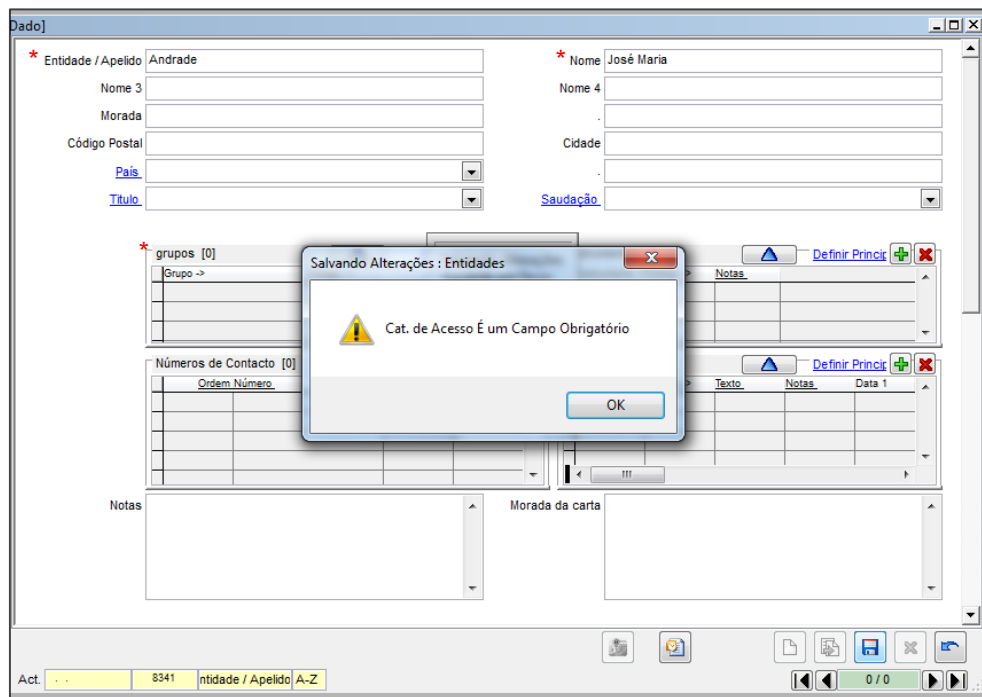 Dado]
* Entidade / Apelido Andrade * Nome José Maria
Nome 3 Nome 4
Morada .
Código Postal Cidade
País .
Titulo Saudação
* grupos [0] Definir Princip
Grupo -> Notas
Salvando Alterações : Entidades
Cat. de Acesso É um Campo Obrigatório
OK
Números de Contacto [0] Definir Princip
Ordem Número Texto Notas Data 1
Notas Morada da carta
Act. . . 8341 ntidade / Apelido A-Z 0 / 0